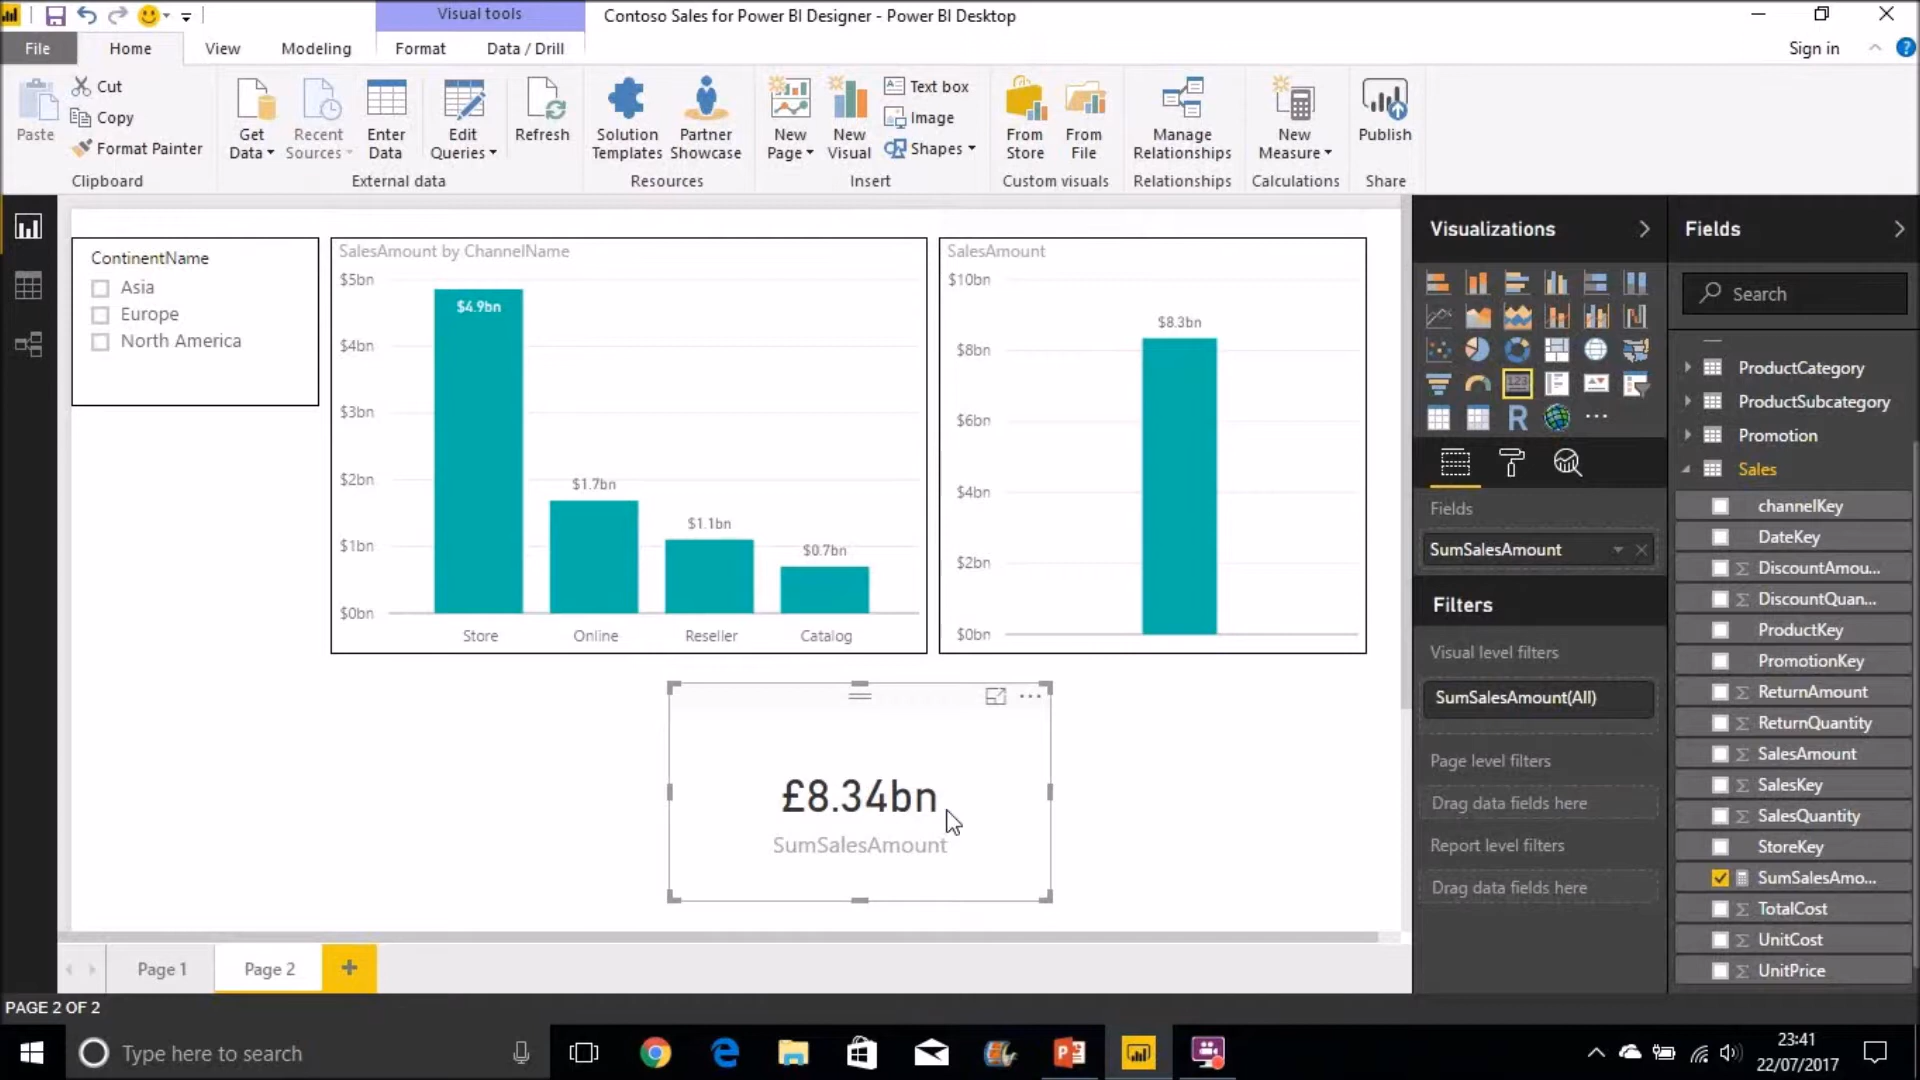 Visual tools
Contoso Sales for Power BI Designer - Power BI Desktop
File
Home
View
Modeling
Format
Data / Drill
Sign in
?
Paste
Cut
Copy
Format Painter
Clipboard
Get Data
Recent Sources
Enter Data
Edit Queries
Refresh
External data
Solution Templates
Partner Showcase
Resources
New Page
New Visual
Text box
Image
Shapes
Insert
From Store
From File
Custom visuals
Manage Relationships
Relationships
New Measure
Calculations
Publish
Share
ContinentName
Asia
Europe
North America
SalesAmount by ChannelName
$5bn
$4bn
$3bn
$2bn
$1bn
$0bn
$4.9bn
$1.7bn
$1.1bn
$0.7bn
Store
Online
Reseller
Catalog
SalesAmount
$10bn
$8bn
$6bn
$4bn
$2bn
$0bn
$8.3bn
£8.34bn
SumSalesAmount
Visualizations
R
Fields
SumSalesAmount
Filters
Visual level filters
SumSalesAmount(All)
Page level filters
Drag data fields here
Report level filters
Drag data fields here
Fields
Search
ProductCategory
ProductSubcategory
Promotion
Sales
channelKey
DateKey
Σ DiscountAmou...
Σ DiscountQuan...
ProductKey
PromotionKey
Σ ReturnAmount
Σ ReturnQuantity
Σ SalesAmount
SalesKey
Σ SalesQuantity
StoreKey
SumSalesAmo...
Σ TotalCost
Σ UnitCost
Σ UnitPrice
Page 1
Page 2
+
PAGE 2 OF 2
Type here to search
23:41
22/07/2017